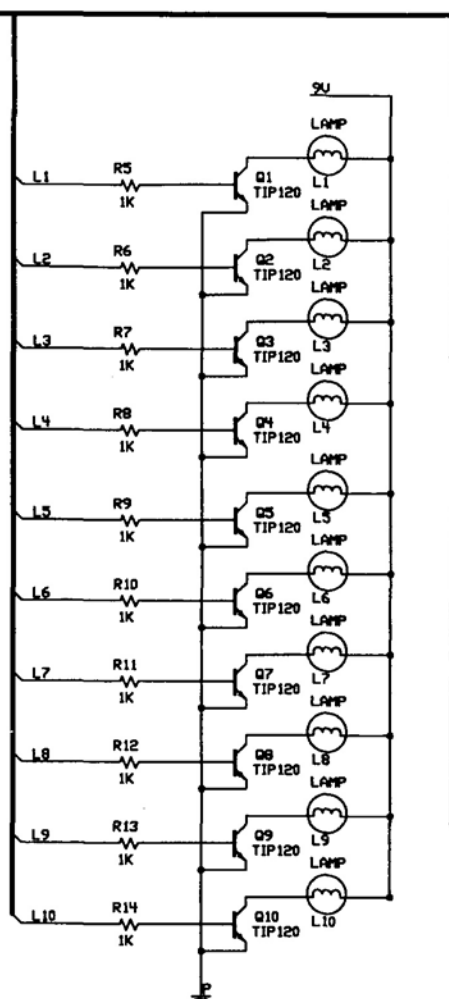 9V
LAMP
L1
R5
1K
Q1
TIP120
L1
LAMP
L2
R6
1K
Q2
TIP120
L2
LAMP
L3
R7
1K
Q3
TIP120
L3
LAMP
L4
R8
1K
Q4
TIP120
L4
LAMP
L5
R9
1K
Q5
TIP120
L5
LAMP
L6
R10
1K
Q6
TIP120
L6
LAMP
L7
R11
1K
Q7
TIP120
L7
LAMP
L8
R12
1K
Q8
TIP120
L8
LAMP
L9
R13
1K
Q9
TIP120
L9
LAMP
L10
R14
1K
Q10
TIP120
L10
P